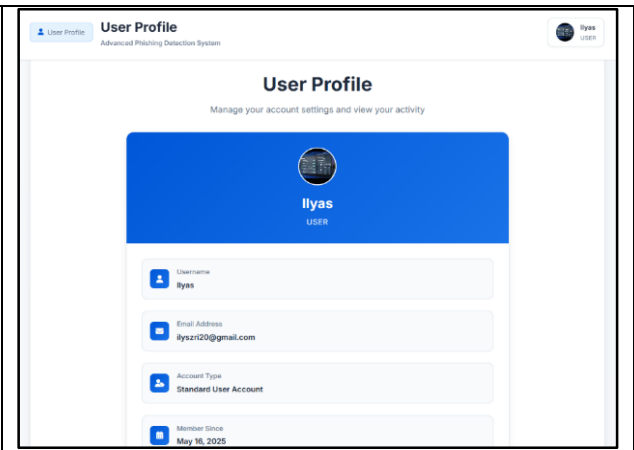 User Profile
User Profile
Advanced Phishing Detection System
Ilyas
USER
User Profile
Manage your account settings and view your activity
Ilyas
USER
Username
Ilyas
Email Address
ilyszri20@gmail.com
Account Type
Standard User Account
Member Since
May 16, 2025